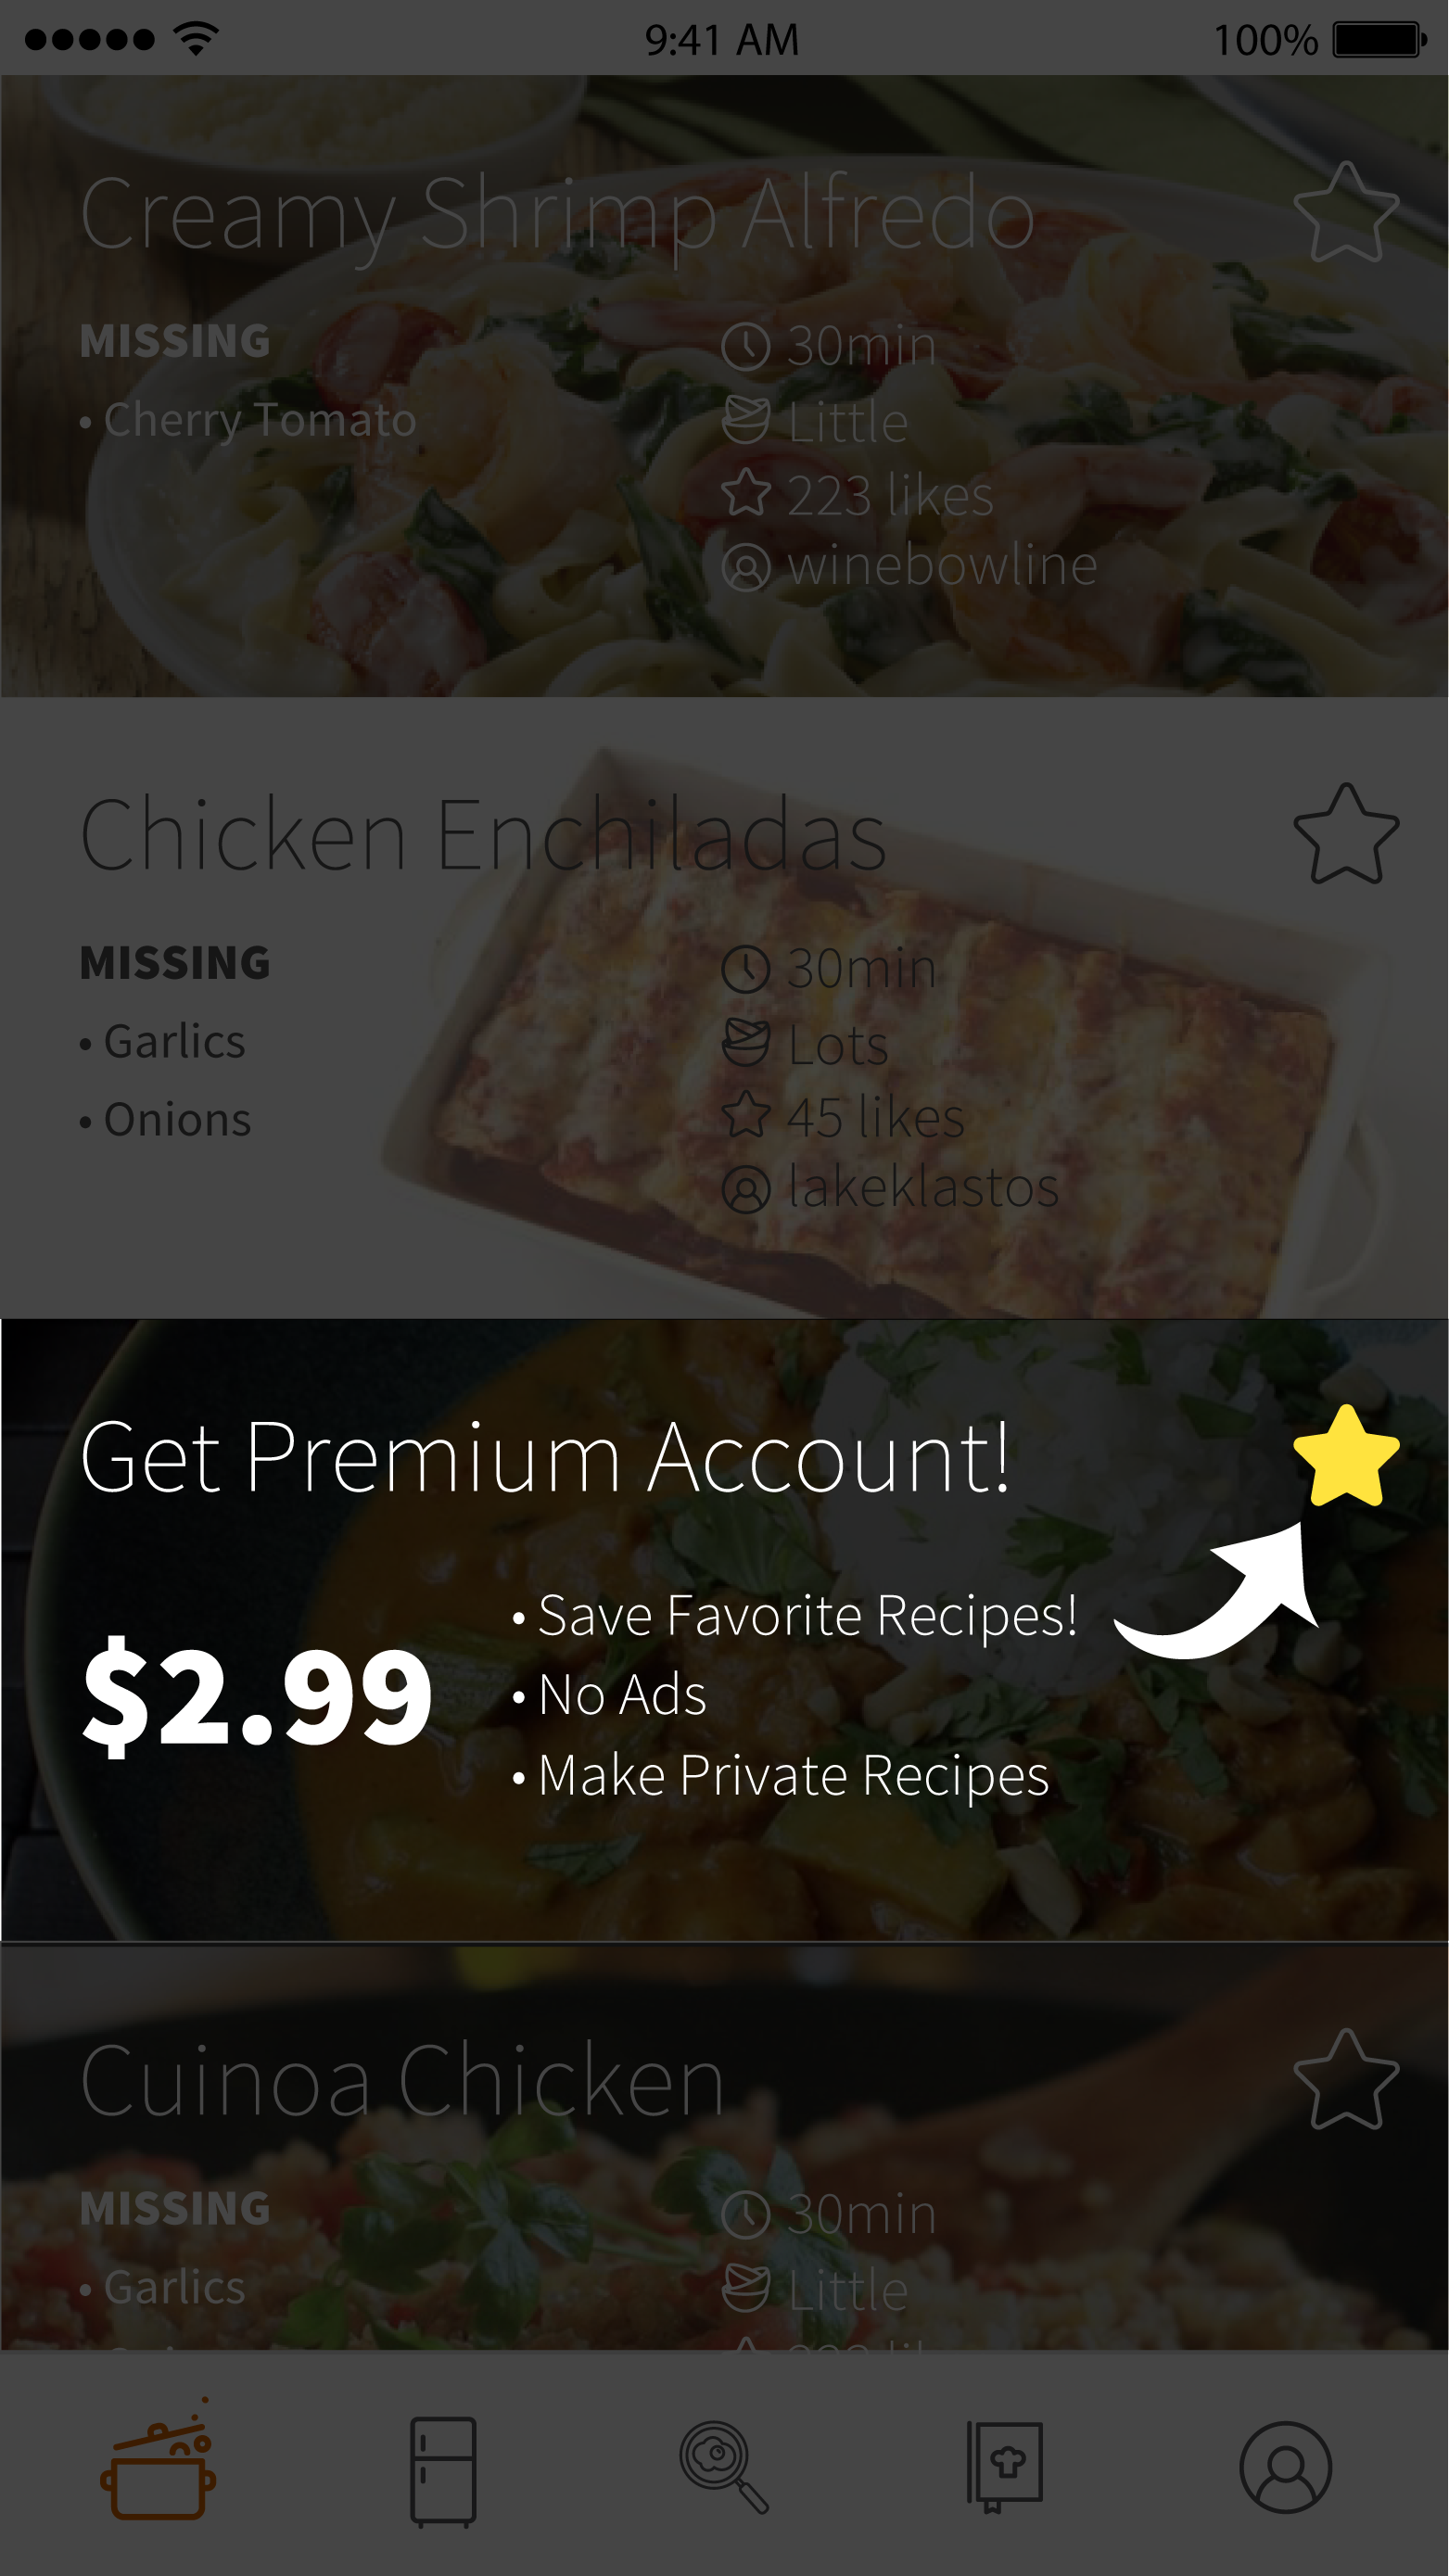 9:41 AM 100%
Creamy Shrimp Alfredo
MISSING
• Cherry Tomato
30min
Little
223 likes
winebowline
Chicken Enchiladas
MISSING
• Garlics
• Onions
30min
Lots
45 likes
lakeklastos
Get Premium Account!
$2.99
• Save Favorite Recipes!
• No Ads
• Make Private Recipes
Cuinoa Chicken
MISSING
• Garlics
30min
Little